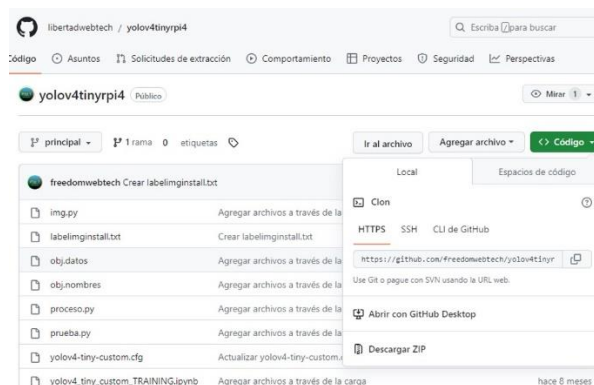 libertadwebtech / yolov4tinyrpi4
Escriba / para buscar
Código Asuntos Solicitudes de extracción Comportamiento Proyectos Seguridad Perspectivas
yolov4tinyrpi4 Público
Mirar 1
principal 1 rama 0 etiquetas
Ir al archivo Agregar archivo Código
Local Espacios de código
freedomwebtech Crear labelimginstall.txt
Clon
img.py Agregar archivos a través de la
HTTPS SSH CLI de GitHub
labelimginstall.txt Crear labelimginstall.txt
https://github.com/freedomwebtech/yolov4tinyr
obj.datos Agregar archivos a través de la
Use Git o pague con SVN usando la URL web.
obj.nombres Agregar archivos a través de la
Abrir con GitHub Desktop
proceso.py Agregar archivos a través de la
prueba.py Agregar archivos a través de la
Descargar ZIP
yolov4-tiny-custom.cfg Actualizar yolov4-tiny-custom.
yolov4_tiny_custom_TRAINING.ipynb Agregar archivos a través de la carga hace 8 meses